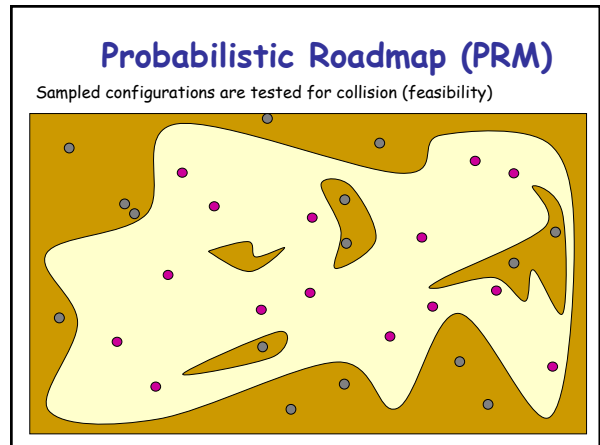 Probabilistic Roadmap (PRM)
Sampled configurations are tested for collision (feasibility)